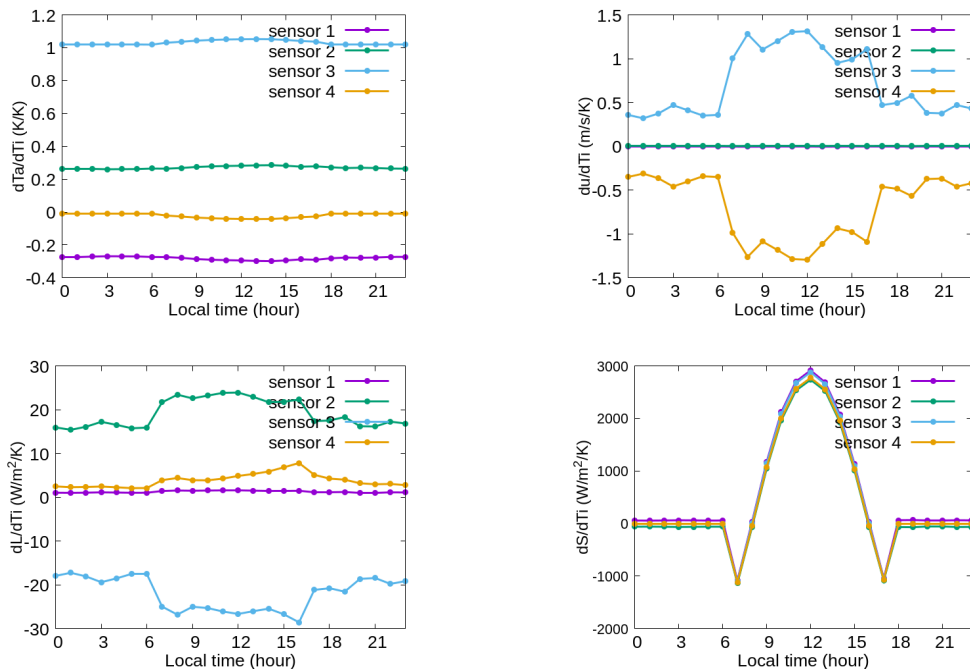 1.2
1
0.8
0.6
0.4
0.2
0
-0.2
-0.4
dTa/dTi (K/K)
sensor 1
sensor 2
sensor 3
sensor 4
0 3 6 9 12 15 18 21
Local time (hour)
1.5
1
0.5
0
-0.5
-1
-1.5
du/dTi (m/s/K)
sensor 1
sensor 2
sensor 3
sensor 4
0 3 6 9 12 15 18 21
Local time (hour)
30
20
10
0
-10
-20
-30
dL/dTi (W/m²/K)
sensor 1
sensor 2
sensor 3
sensor 4
0 3 6 9 12 15 18 21
Local time (hour)
3000
2000
1000
0
-1000
-2000
dS/dTi (W/m²/K)
sensor 1
sensor 2
sensor 3
sensor 4
0 3 6 9 12 15 18 21
Local time (hour)